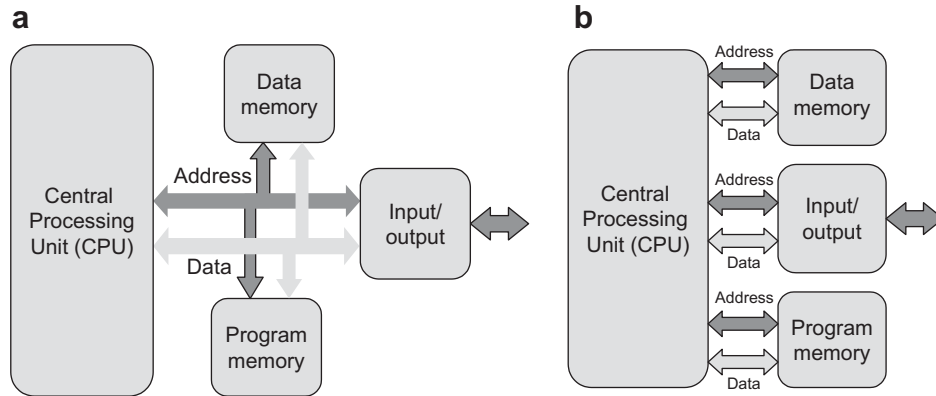 a
Data
memory
Address
Central
Processing
Unit (CPU)
Input/
output
Data
Program
memory
b
Address
Data
memory
Data
Address
Central
Processing
Unit (CPU)
Input/
output
Data
Address
Program
memory
Data